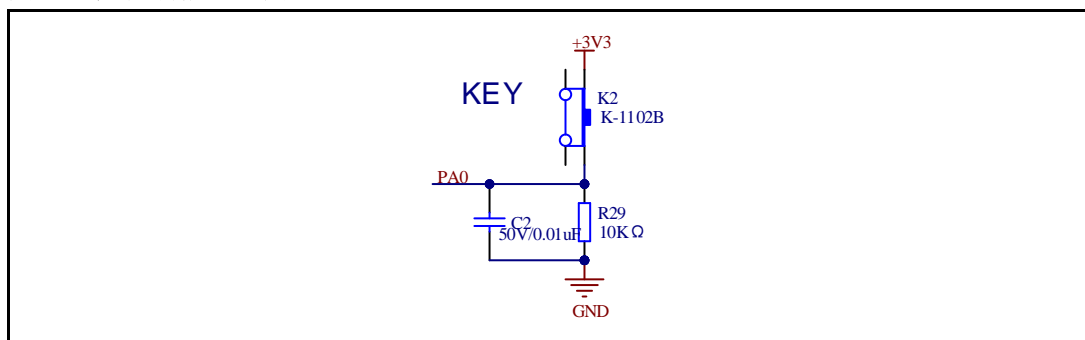 +3V3
KEY
K2
K-1102B
PA0
C2
50V/0.01uF
R29
10KΩ
GND